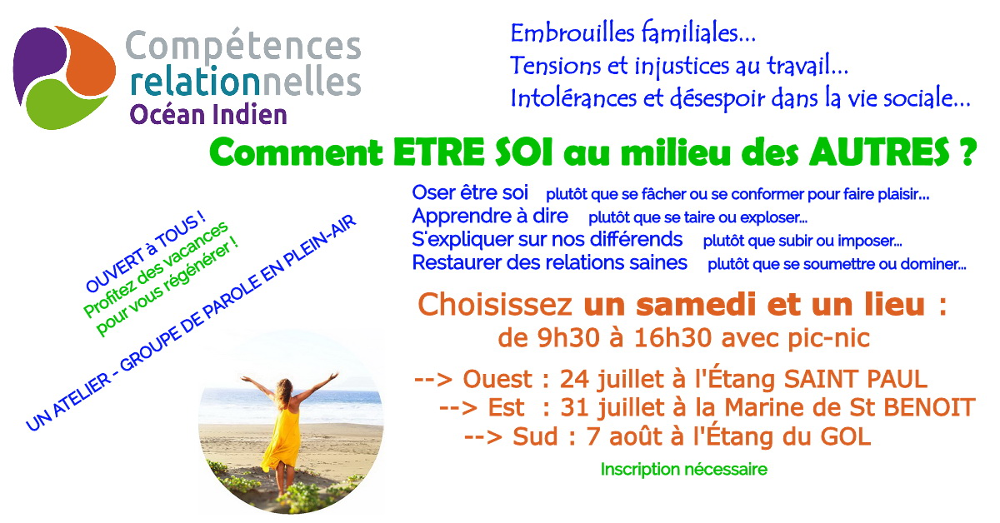 Compétences
relationnelles
Océan Indien
Embrouilles familiales...
Tensions et injustices au travail...
Intolérances et désespoir dans la vie sociale...
Comment ETRE SOI au milieu des AUTRES ?
Oser être soi plutôt que se fâcher ou se conformer pour faire plaisir...
Apprendre à dire plutôt que se taire ou exploser...
S'expliquer sur nos différends plutôt que subir ou imposer...
Restaurer des relations saines plutôt que se soumettre ou dominer...
OUVERT à TOUS !
Profitez des vacances
pour vous régénérer !
UN ATELIER - GROUPE DE PAROLE EN PLEIN-AIR
Choisissez un samedi et un lieu :
de 9h30 à 16h30 avec pic-nic
--> Ouest : 24 juillet à l'Étang SAINT PAUL
--> Est : 31 juillet à la Marine de St BENOIT
--> Sud : 7 août à l'Étang du GOL
Inscription nécessaire